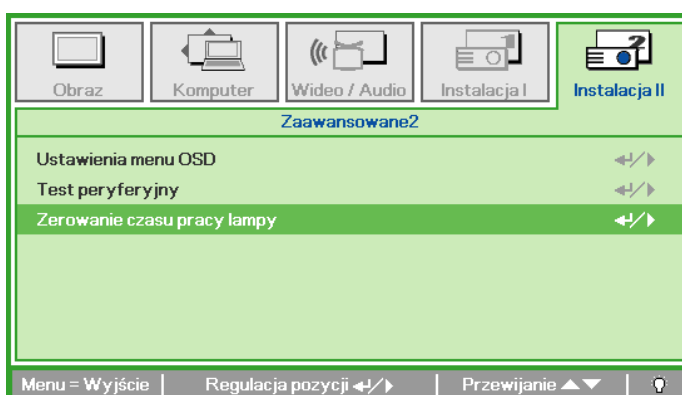 Obraz
Komputer
Wideo / Audio
Instalacja I
Instalacja II
Zaawansowane2
Ustawienia menu OSD
Test peryferyjny
Zerowanie czasu pracy lampy
Menu = Wyjście
Regulacja pozycji
Przewijanie